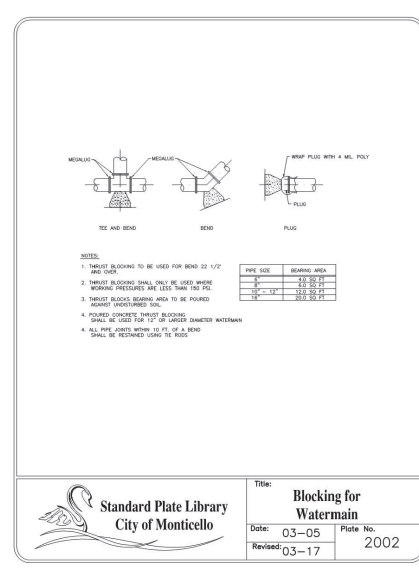 MEGALUG
MEGALUG
WRAP PLUG WITH 4 MIL. POLY
PLUG
TEE AND BEND
BEND
PLUG
NOTES:
1. THRUST BLOCKING TO BE USED FOR BEND 22 1/2°
AND OVER.
2. THRUST BLOCKING SHALL ONLY BE USED WHERE
WORKING PRESSURES ARE LESS THAN 150 PSI.
3. THRUST BLOCKS BEARING AREA TO BE POURED
AGAINST UNDISTURBED SOIL.
4. POURED CONCRETE THRUST BLOCKING
SHALL BE USED FOR 12" OR LARGER DIAMETER WATERMAIN
4. ALL PIPE JOINTS WITHIN 10 FT. OF A BEND
SHALL BE RESTAINED USING TIE RODS
PIPE SIZE BEARING AREA
6" 4.0 SQ FT
8" 6.0 SQ FT
10" - 12" 12.0 SQ FT
16" 20.0 SQ FT
Standard Plate Library
City of Monticello
Title:
Blocking for
Watermain
Date: 03-05
Plate No.
2002
Revised: 03-17